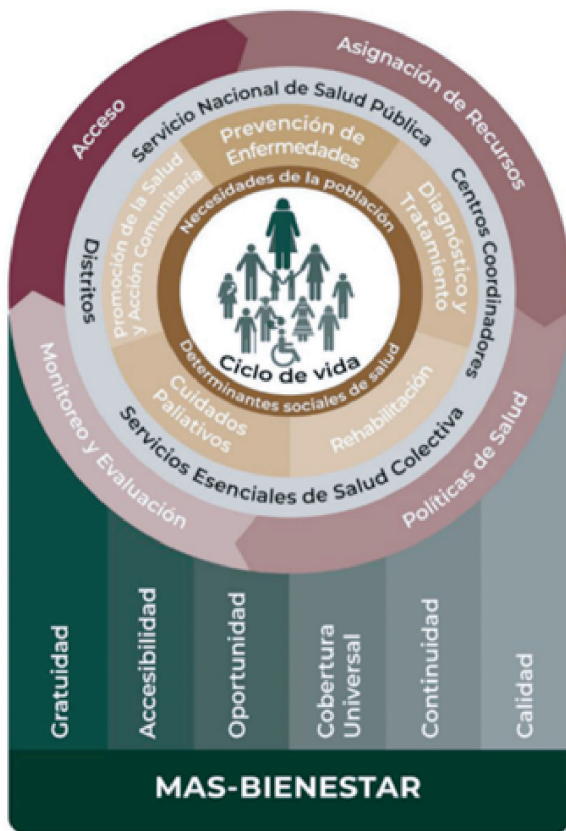 Acceso
Asignación de Recursos
Políticas de Salud
Monitoreo y Evaluación
Servicio Nacional de Salud Pública
Centros Coordinadores
Servicios Esenciales de Salud Colectiva
Distritos
Prevención de
Enfermedades
Diagnóstico y
Tratamiento
Rehabilitación
Cuidados
Paliativos
Promoción de la Salud
y Acción Comunitaria
Necesidades de la población
Determinantes sociales de salud
Ciclo de vida
Gratuidad
Accesibilidad
Oportunidad
Cobertura
Universal
Continuidad
Calidad
MAS-BIENESTAR